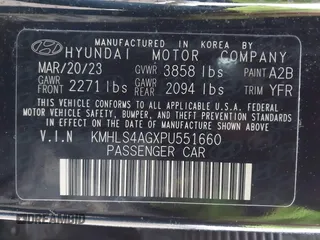 MANUFACTURED IN KOREA BY
HYUNDAI MOTOR COMPANY
MAR/20/23 GVWR 3858 lbs PAINT A2B
GAWR FRONT 2271 lbs GAWR REAR 2094 lbs TRIM YFR
THIS VEHICLE CONFORMS TO ALL APPLICABLE U.S. FEDERAL
MOTOR VEHICLE SAFETY, BUMPER, AND THEFT PREVENTION
STANDARDS IN EFFECT ON THE DATE OF MANUFACTURE SHOWN ABOVE.
V.I.N KMHLS4AGXPU551660
PASSENGER CAR